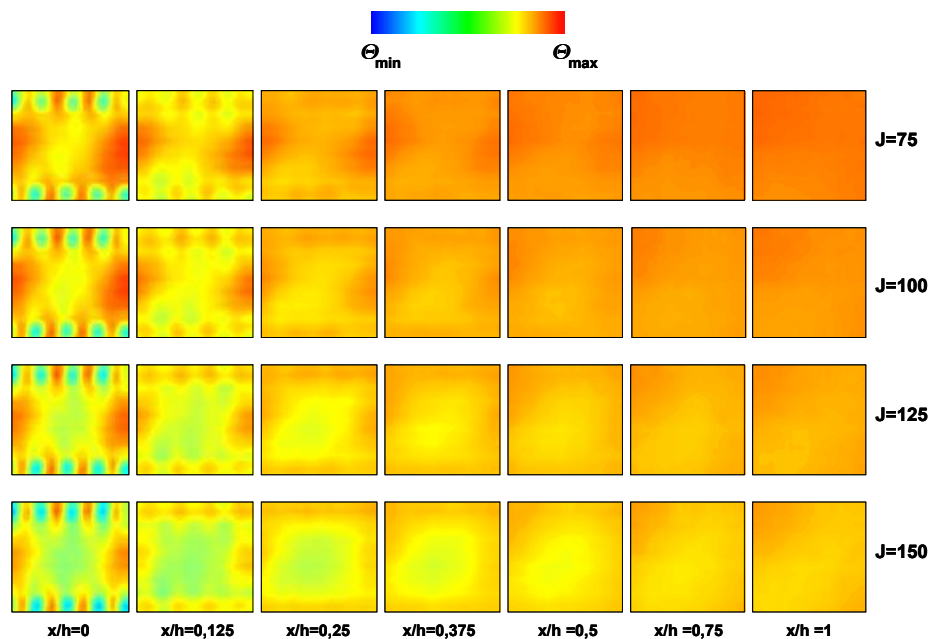 Θmin Θmax
J=75
J=100
J=125
J=150
x/h=0 x/h=0,125 x/h=0,25 x/h=0,375 x/h =0,5 x/h =0,75 x/h =1